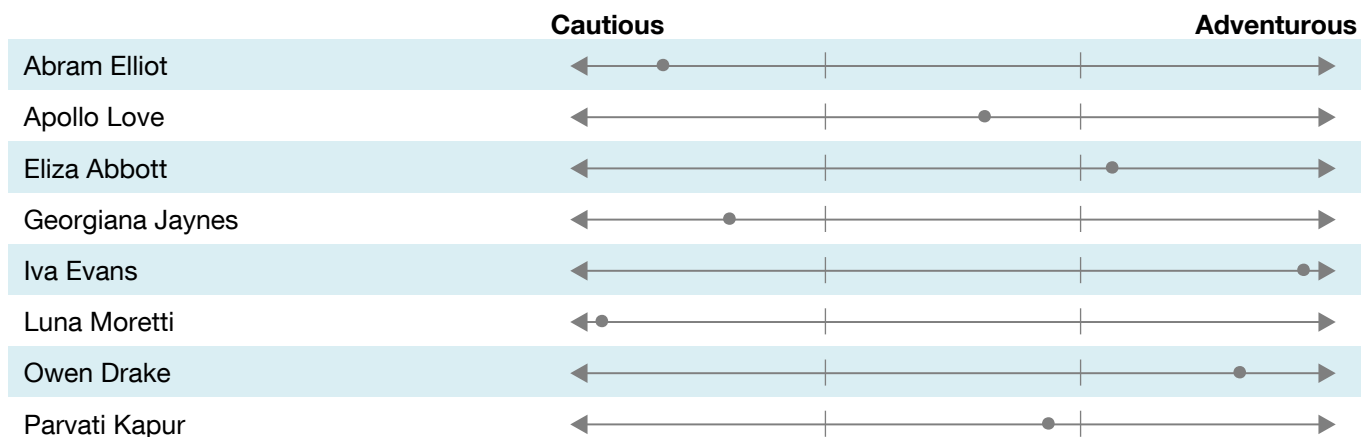 Cautious Adventurous
Abram Elliot
Apollo Love
Eliza Abbott
Georgiana Jaynes
Iva Evans
Luna Moretti
Owen Drake
Parvati Kapur